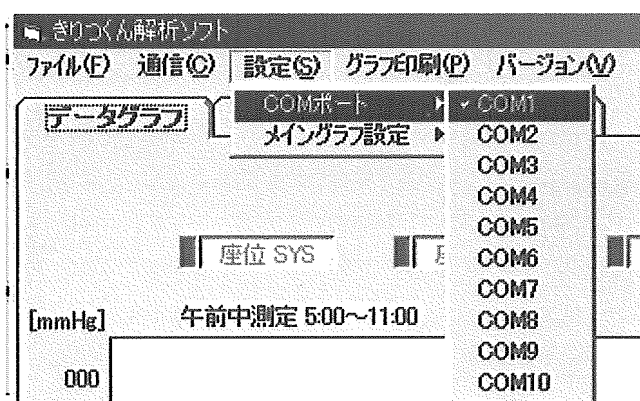 きりつくん解析ソフト
ファイル(F) 通信(C) 設定(S) グラフ印刷(P) バージョン(V)
データグラフ
COMポート
メイングラフ設定
COM1
COM2
COM3
COM4
COM5
COM6
COM7
COM8
COM9
COM10
座位 SYS
[mmHg]
午前中測定 5:00～11:00
000